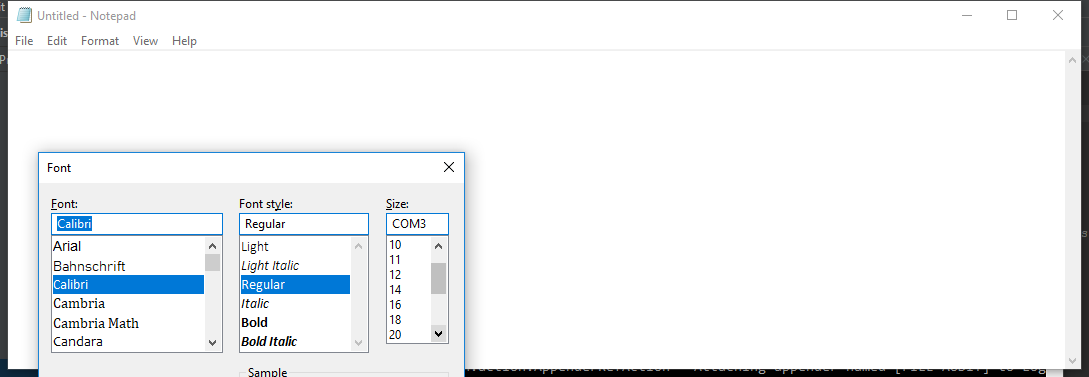 Untitled - Notepad
File Edit Format View Help
Font
Font: Font style: Size:
Calibri Regular COM3
Arial Light 10
Bahnschrift Light Italic 11
Calibri Regular 12
Cambria Italic 14
Cambria Math Bold 16
Candara Bold Italic 18
20
Sample